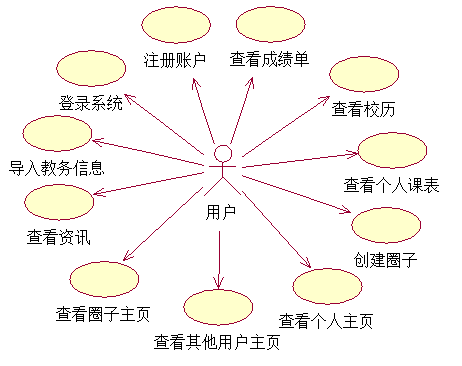 注册账户
查看成绩单
登录系统
查看校历
导入教务信息
查看个人课表
用户
查看资讯
创建圈子
查看圈子主页
查看个人主页
查看其他用户主页